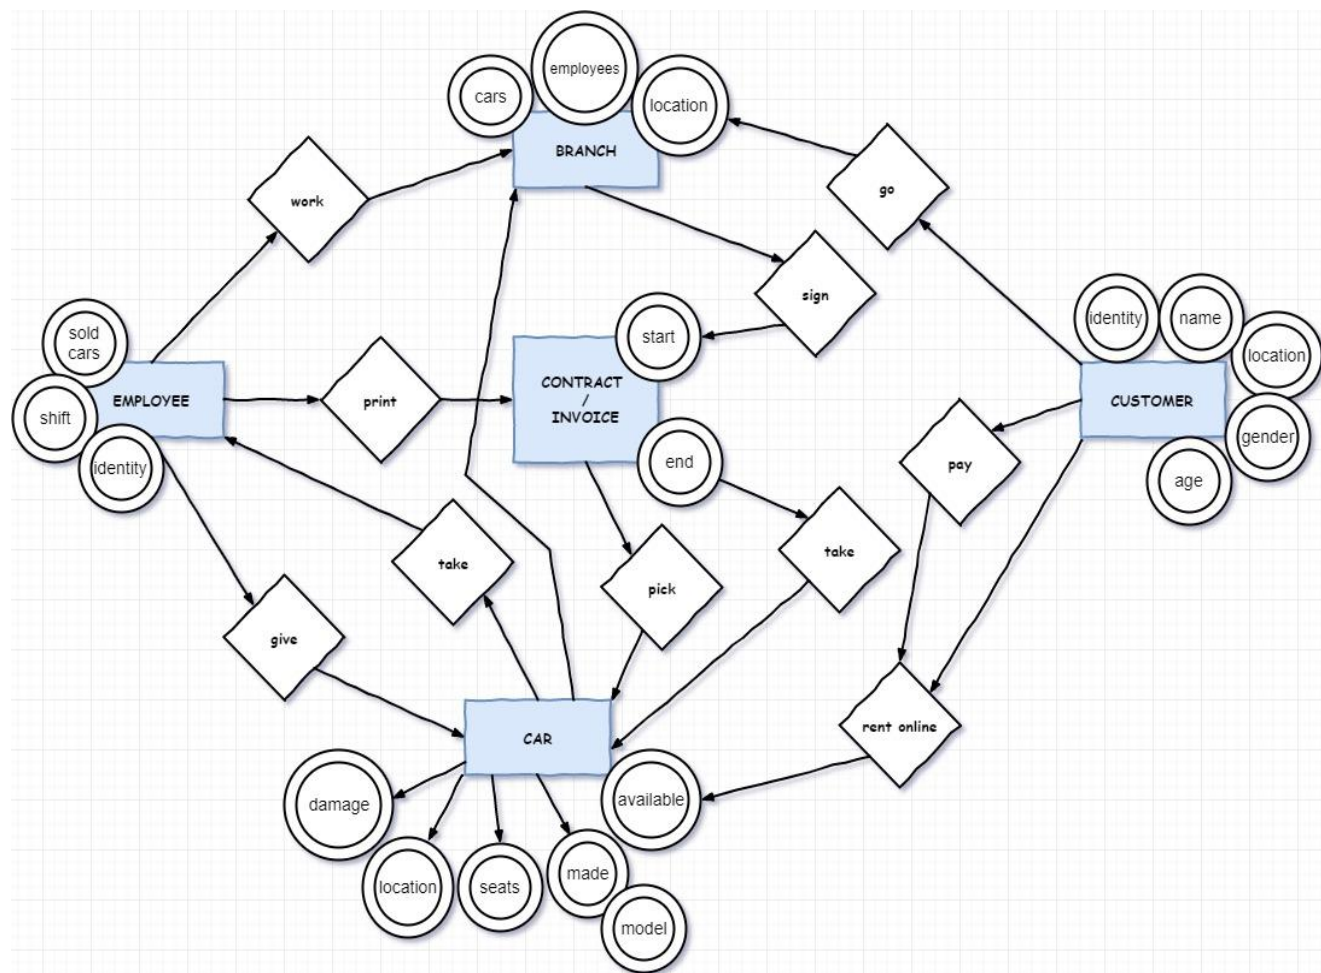 employees
cars
location
BRANCH
go
work
sign
identity
name
sold
cars
start
location
CONTRACT
/
INVOICE
EMPLOYEE
print
CUSTOMER
shift
gender
identity
end
pay
age
take
take
pick
give
rent online
CAR
damage
available
location
seats
made
model